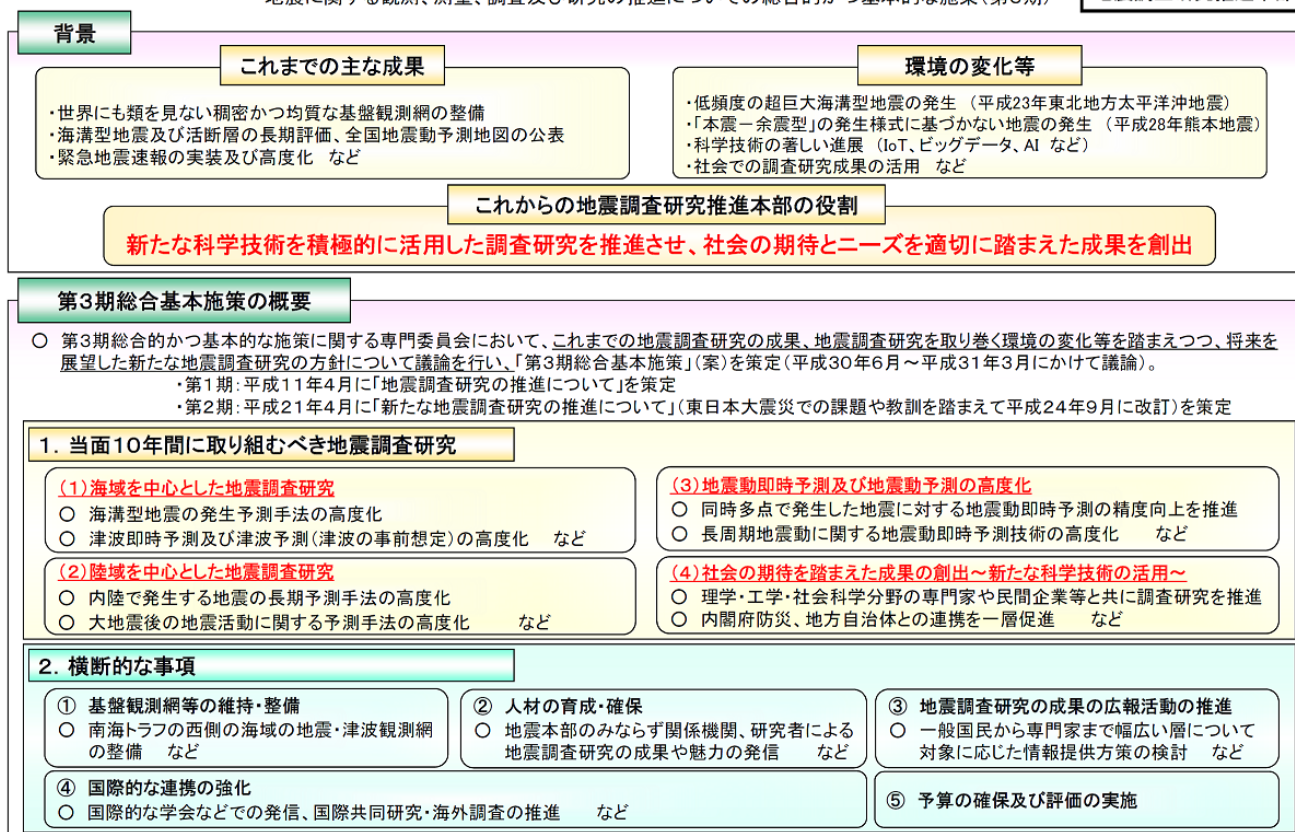 地震に関する観測、測量、調査及び研究の推進についての総合的かつ基本的な施策(第3期)
背景
これまでの主な成果
・世界にも類を見ない稠密かつ均質な基盤観測網の整備
・海溝型地震及び活断層の長期評価、全国地震動予測地図の公表
・緊急地震速報の実装及び高度化 など
環境の変化等
・低頻度の超巨大海溝型地震の発生 (平成23年東北地方太平洋沖地震)
・「本震-余震型」の発生様式に基づかない地震の発生 (平成28年熊本地震)
・科学技術の著しい進展 (IoT、ビッグデータ、AI など)
・社会での調査研究成果の活用 など
これからの地震調査研究推進本部の役割
新たな科学技術を積極的に活用した調査研究を推進させ、社会の期待とニーズを適切に踏まえた成果を創出
第3期総合基本施策の概要
○ 第3期総合的かつ基本的な施策に関する専門委員会において、これまでの地震調査研究の成果、地震調査研究を取り巻く環境の変化等を踏まえつつ、将来を
展望した新たな地震調査研究の方針について議論を行い、「第3期総合基本施策」(案)を策定(平成30年6月~平成31年3月にかけて議論)。
・第1期:平成11年4月に「地震調査研究の推進について」を策定
・第2期:平成21年4月に「新たな地震調査研究の推進について」(東日本大震災での課題や教訓を踏まえて平成24年9月に改訂)を策定
1. 当面10年間に取り組むべき地震調査研究
(1)海域を中心とした地震調査研究
○ 海溝型地震の発生予測手法の高度化
○ 津波即時予測及び津波予測(津波の事前想定)の高度化 など
(2)陸域を中心とした地震調査研究
○ 内陸で発生する地震の長期予測手法の高度化
○ 大地震後の地震活動に関する予測手法の高度化 など
(3)地震動即時予測及び地震動予測の高度化
○ 同時多点で発生した地震に対する地震動即時予測の精度向上を推進
○ 長周期地震動に関する地震動即時予測技術の高度化 など
(4)社会の期待を踏まえた成果の創出~新たな科学技術の活用~
○ 理学・工学・社会科学分野の専門家や民間企業等と共に調査研究を推進
○ 内閣府防災、地方自治体との連携を一層促進 など
2. 横断的な事項
① 基盤観測網等の維持・整備
○ 南海トラフの西側の海域の地震・津波観測網
の整備 など
② 人材の育成・確保
○ 地震本部のみならず関係機関、研究者による
地震調査研究の成果や魅力の発信 など
③ 地震調査研究の成果の広報活動の推進
○ 一般国民から専門家まで幅広い層について
対象に応じた情報提供方策の検討 など
④ 国際的な連携の強化
○ 国際的な学会などでの発信、国際共同研究・海外調査の推進 など
⑤ 予算の確保及び評価の実施